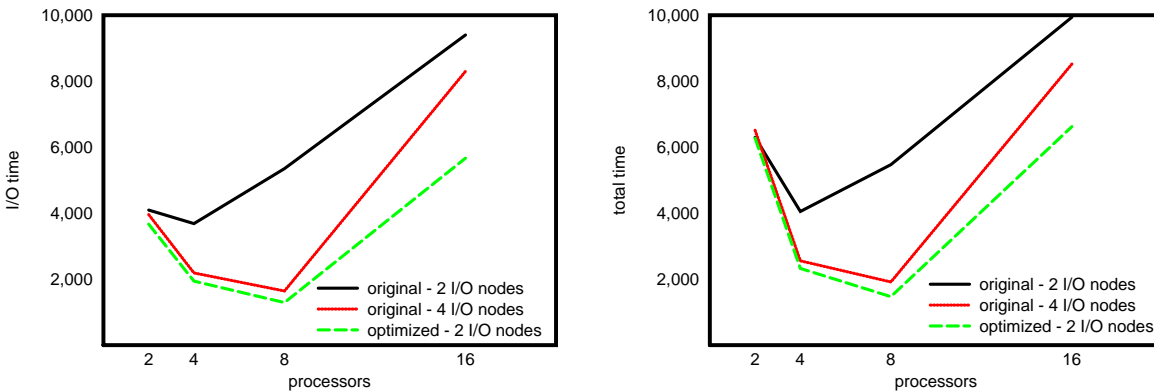 10,000
8,000
6,000
4,000
2,000
I/O time
original - 2 I/O nodes
original - 4 I/O nodes
optimized - 2 I/O nodes
2 4 8 16
processors
10,000
8,000
6,000
4,000
2,000
total time
original - 2 I/O nodes
original - 4 I/O nodes
optimized - 2 I/O nodes
2 4 8 16
processors